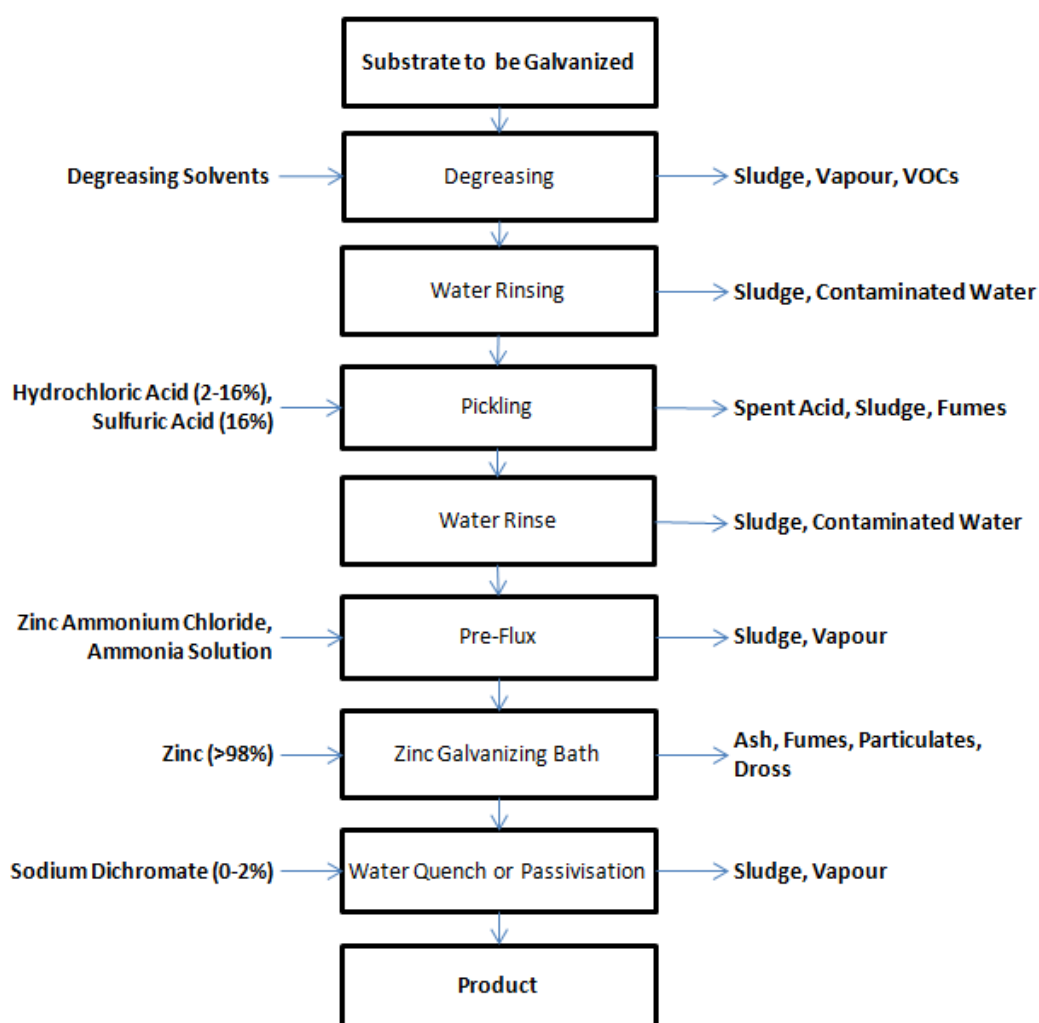 Substrate to be Galvanized
Degreasing Solvents
Degreasing
Sludge, Vapour, VOCs
Water Rinsing
Sludge, Contaminated Water
Hydrochloric Acid (2-16%),
Sulfuric Acid (16%)
Pickling
Spent Acid, Sludge, Fumes
Water Rinse
Sludge, Contaminated Water
Zinc Ammonium Chloride,
Ammonia Solution
Pre-Flux
Sludge, Vapour
Zinc (>98%)
Zinc Galvanizing Bath
Ash, Fumes, Particulates,
Dross
Sodium Dichromate (0-2%)
Water Quench or Passivisation
Sludge, Vapour
Product